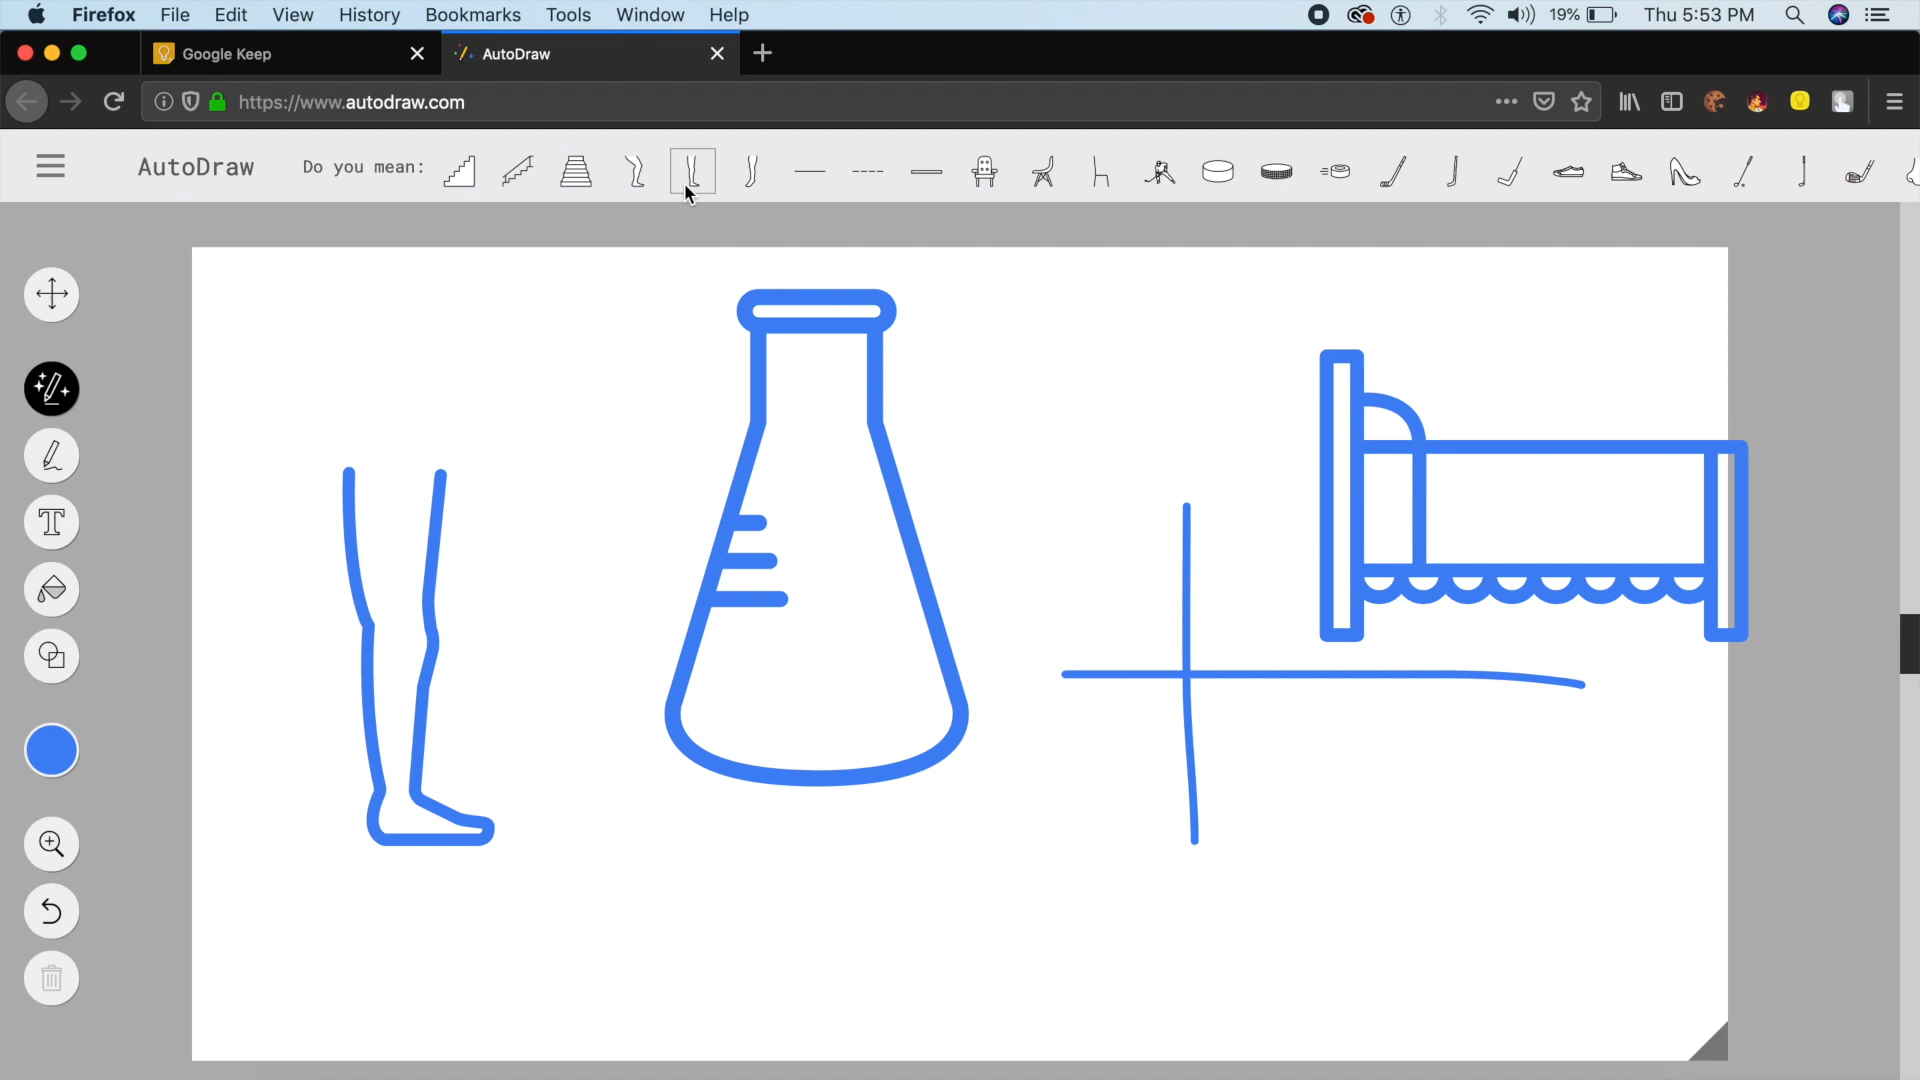 Firefox File Edit View History Bookmarks Tools Window Help 19% Thu 5:53 PM
Google Keep AutoDraw
https://www.autodraw.com
AutoDraw Do you mean:
T